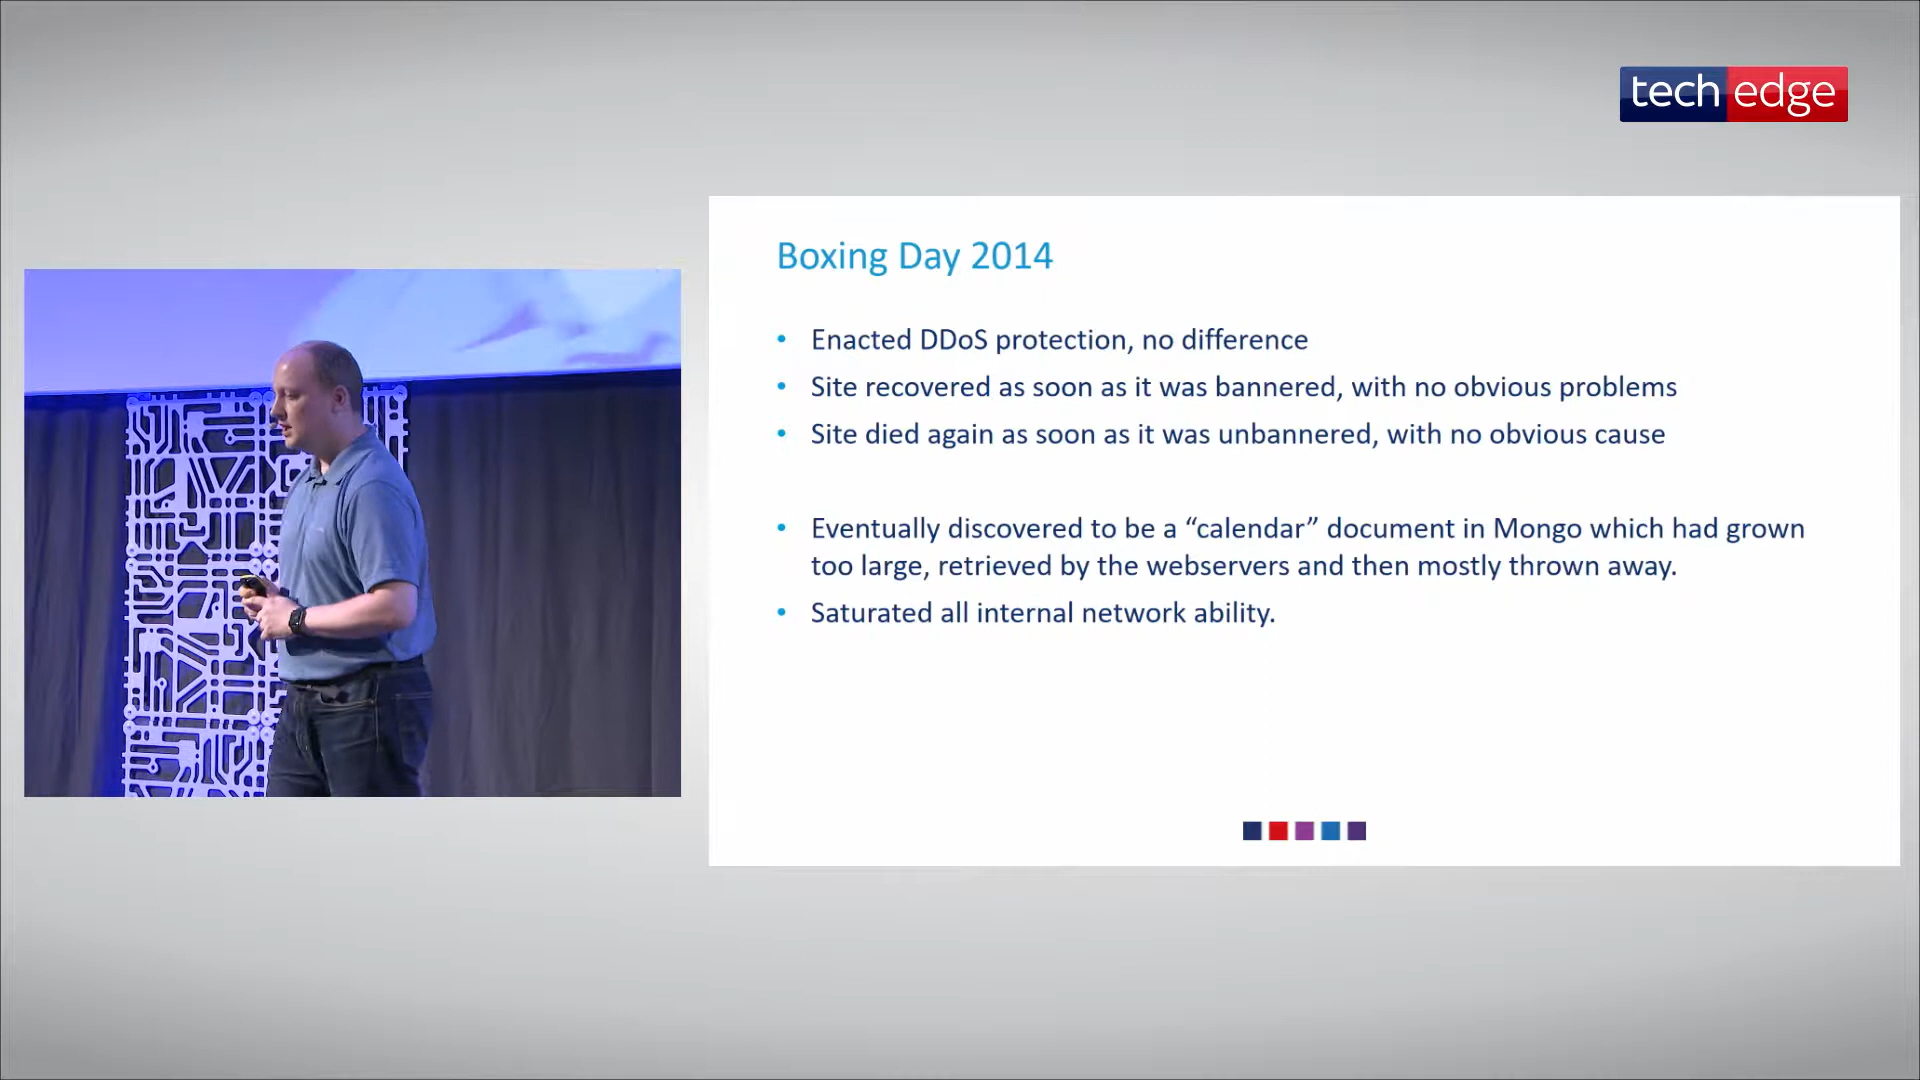 tech edge
Boxing Day 2014
• Enacted DDoS protection, no difference
• Site recovered as soon as it was bannered, with no obvious problems
• Site died again as soon as it was unbannered, with no obvious cause
• Eventually discovered to be a “calendar” document in Mongo which had grown
too large, retrieved by the webservers and then mostly thrown away.
• Saturated all internal network ability.